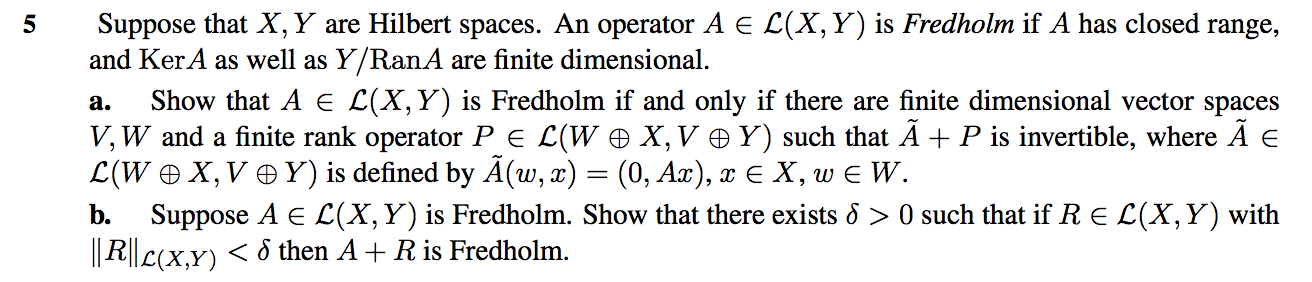 5 Suppose that X, Y are Hilbert spaces. An operator A ∈ ℒ(X, Y) is Fredholm if A has closed range,
and KerA as well as Y/RanA are finite dimensional.
a. Show that A ∈ ℒ(X, Y) is Fredholm if and only if there are finite dimensional vector spaces
V, W and a finite rank operator P ∈ ℒ(W ⊕ X, V ⊕ Y) such that Ã + P is invertible, where Ã ∈
ℒ(W ⊕ X, V ⊕ Y) is defined by Ã(w, x) = (0, Ax), x ∈ X, w ∈ W.
b. Suppose A ∈ ℒ(X, Y) is Fredholm. Show that there exists δ > 0 such that if R ∈ ℒ(X, Y) with
‖R‖ℒ(X,Y) < δ then A + R is Fredholm.